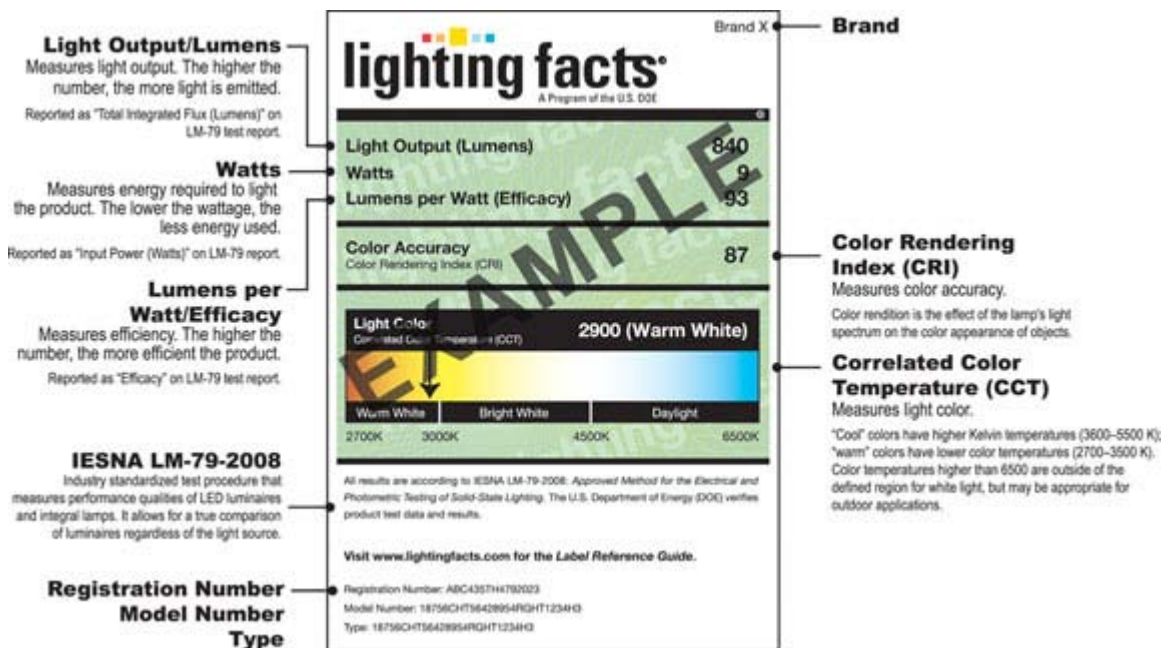 Light Output/Lumens
Measures light output. The higher the
number, the more light is emitted.
Reported as "Total Integrated Flux (Lumens)" on
LM-79 test report.
Watts
Measures energy required to light
the product. The lower the wattage, the
less energy used.
Reported as "Input Power (Watts)" on LM-79 report.
Lumens per
Watt/Efficacy
Measures efficiency. The higher the
number, the more efficient the product.
Reported as "Efficacy" on LM-79 test report.
IESNA LM-79-2008
Industry standardized test procedure that
measures performance qualities of LED luminaires
and integral lamps. It allows for a true comparison
of luminaires regardless of the light source.
Registration Number
Model Number
Type
Brand X
lighting facts
A Program of the U.S. DOE
Light Output (Lumens) 840
Watts 9
Lumens per Watt (Efficacy) 93
Color Accuracy
Color Rendering Index (CRI)
87
Light Color
Correlated Color Temperature (CCT)
2900 (Warm White)
Warm White Bright White Daylight
2700K 3000K 4500K 6500K
EXAMPLE
All results are according to IESNA LM-79-2008: Approved Method for the Electrical and
Photometric Testing of Solid-State Lighting. The U.S. Department of Energy (DOE) verifies
product test data and results.
Visit www.lightingfacts.com for the Label Reference Guide.
Registration Number:
Model Number: 18756CHT56428954RGHT1234H3
Type: 18756CHT56428954RGHT1234H3
Brand
Color Rendering
Index (CRI)
Measures color accuracy.
Color rendition is the effect of the lamp's light
spectrum on the color appearance of objects.
Correlated Color
Temperature (CCT)
Measures light color.
"Cool" colors have higher Kelvin temperatures (3600–5500 K);
"warm" colors have lower color temperatures (2700–3500 K).
Color temperatures higher than 6500 are outside of the
defined region for white light, but may be appropriate for
outdoor applications.